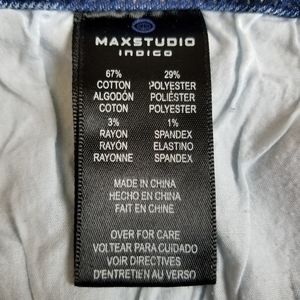 MAXSTUDIO
INDIGO
67% 29%
COTTON POLYESTER
ALGODÓN POLIÉSTER
COTON POLYESTER
3% 1%
RAYON SPANDEX
RAYÓN ELASTINO
RAYONNE SPANDEX
MADE IN CHINA
HECHO EN CHINA
FAIT EN CHINE
OVER FOR CARE
VOLTEAR PARA CUIDADO
VOIR DIRECTIVES
D'ENTRETIEN AU VERSO